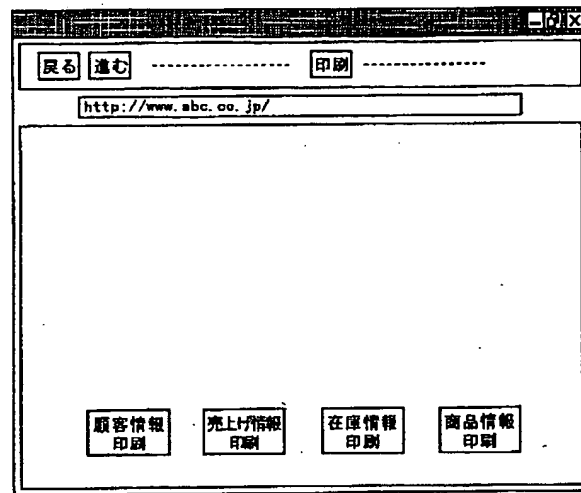 戻る 進む 印刷
http://www.abc.co.jp/
顧客情報 売上げ情報 在庫情報 商品情報
印刷 印刷 印刷 印刷